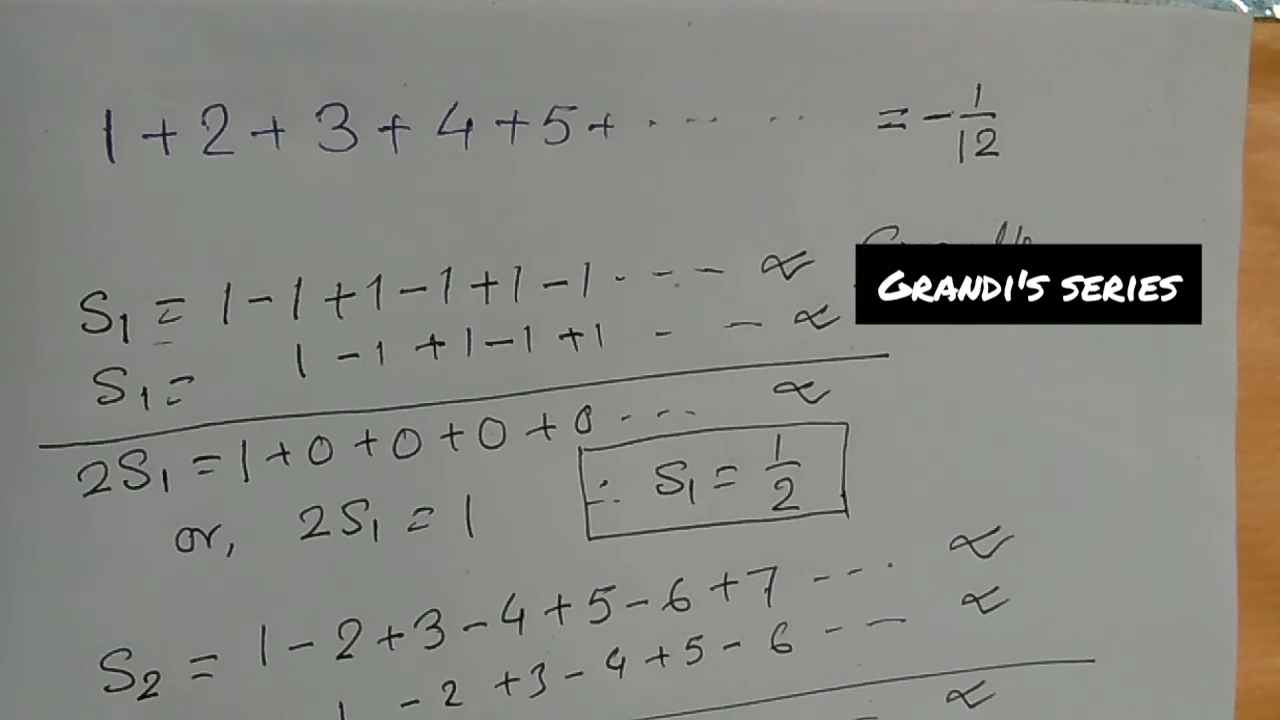 1 + 2 + 3 + 4 + 5 + ..... = - 1/12
GRANDI'S SERIES
S₁ = 1 - 1 + 1 - 1 + 1 - 1 . - - - ∝
S₁ = 1 - 1 + 1 - 1 + 1 - - ∝
2S₁ = 1 + 0 + 0 + 0 + 0 .... ∝
or, 2S₁ = 1 ∴ S₁ = 1/2
S₂ = 1 - 2 + 3 - 4 + 5 - 6 + 7 - - - . ∝
1 - 2 + 3 - 4 + 5 - 6 - - - ∝
∝